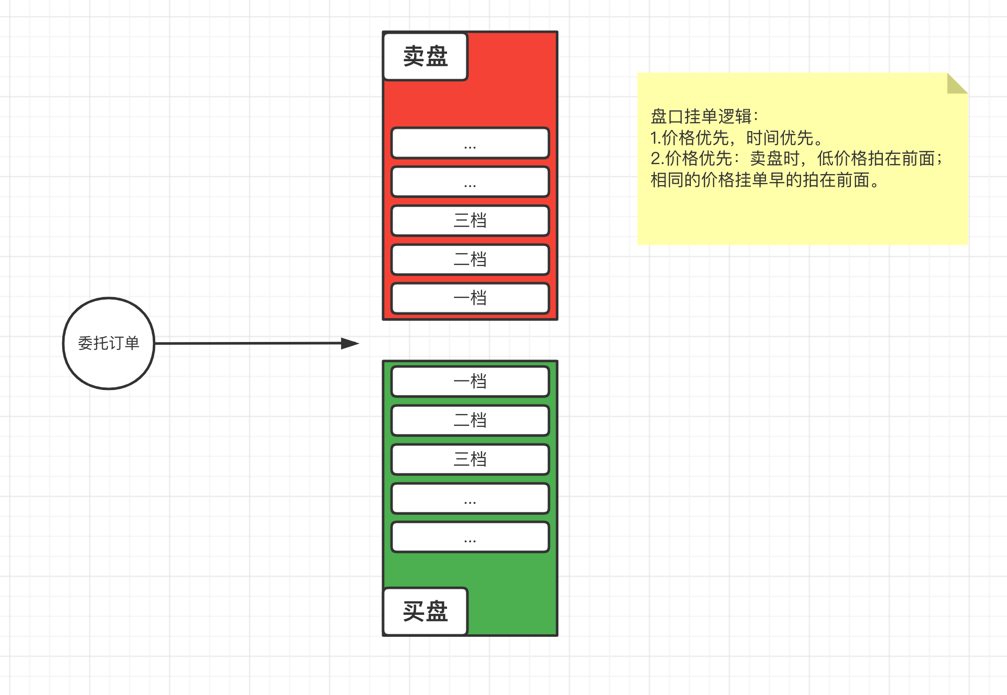 卖盘
...
...
三档
二档
一档
盘口挂单逻辑：
1.价格优先，时间优先。
2.价格优先：卖盘时，低价格拍在前面；
相同的价格挂单早的拍在前面。
委托订单
一档
二档
三档
...
...
买盘